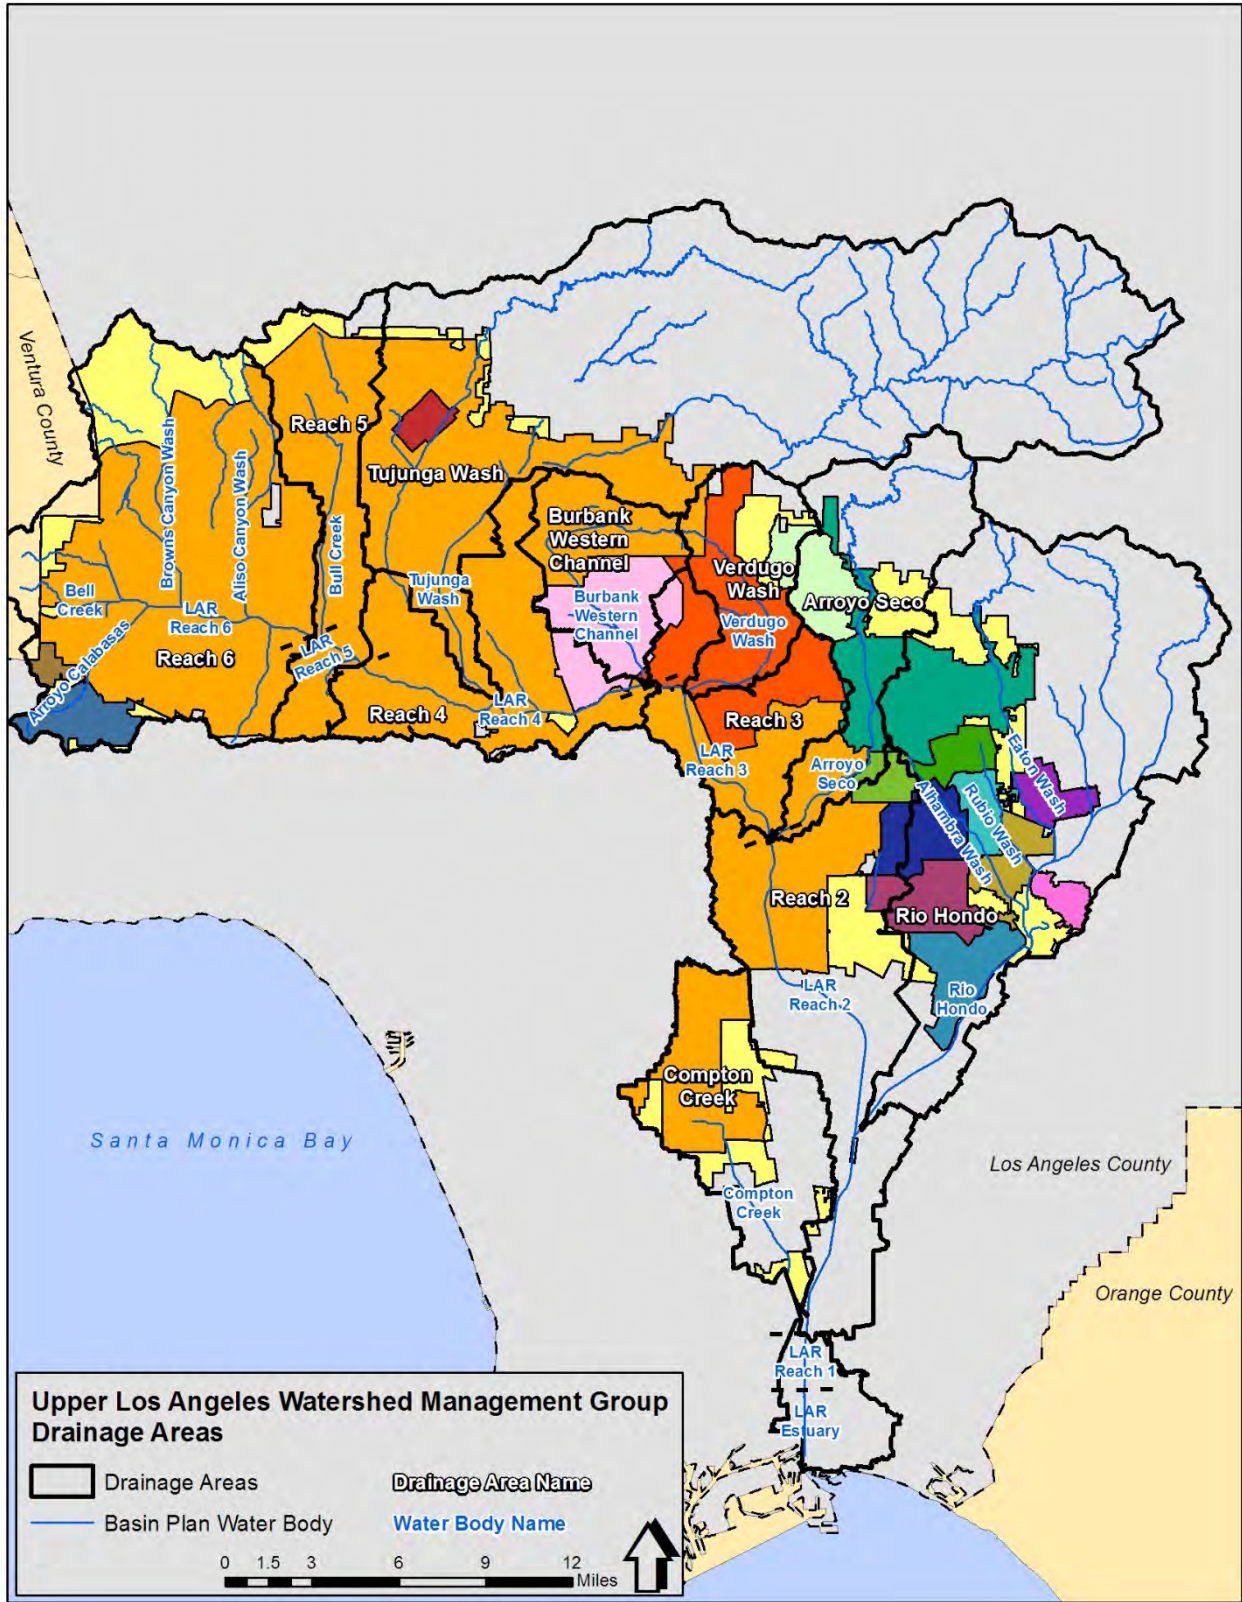 Ventura County
Reach 5
Tujunga Wash
Browns Canyon Wash
Aliso Canyon Wash
Bull Creek
Burbank
Western
Channel
Verdugo
Wash
Arroyo Seco
Bell
Creek
LAR
Reach 6
Tujunga
Wash
Burbank
Western
Channel
Verdugo
Wash
Arroyo Calabasas
Reach 6
LAR
Reach 5
Reach 4
LAR
Reach 4
Reach 3
LAR
Reach 3
Arroyo
Seco
Eaton Wash
Rubio Wash
Alhambra Wash
Reach 2
Rio Hondo
LAR
Reach 2
Rio
Hondo
Compton
Creek
Santa Monica Bay
Los Angeles County
Compton
Creek
Orange County
LAR
Reach 1
LAR
Estuary
Upper Los Angeles Watershed Management Group
Drainage Areas
Drainage Areas
Drainage Area Name
Basin Plan Water Body
Water Body Name
0 1.5 3 6 9 12
Miles